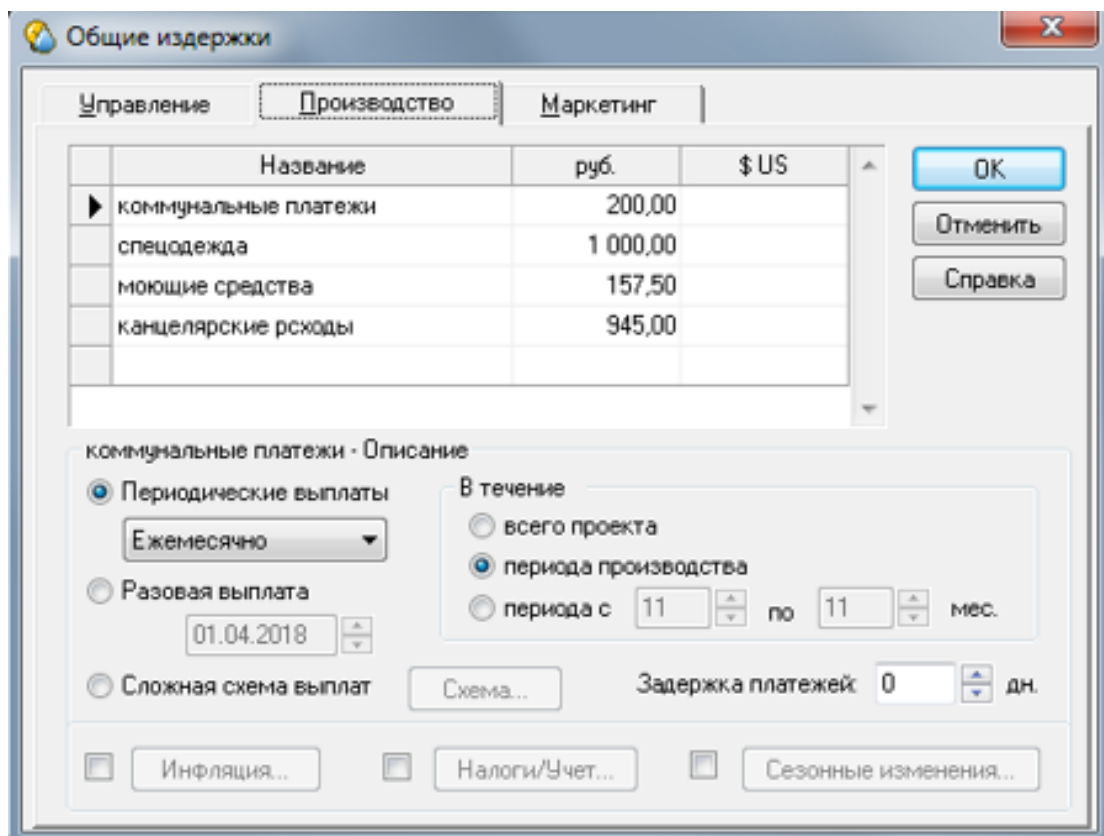 Общие издержки
Управление Производство Маркетинг
Название руб. $ US
OK
коммунальные платежи 200,00
Отменить
спецодежда 1 000,00
моющие средства 157,50
Справка
канцелярские рсходы 945,00
коммунальные платежи - Описание
Периодические выплаты
В течение
Ежемесячно
всего проекта
периода производства
Разовая выплата
периода с 11 по 11 мес.
01.04.2018
Сложная схема выплат Схема... Задержка платежей: 0 дн.
Инфляция... Налоги/Учет... Сезонные изменения...